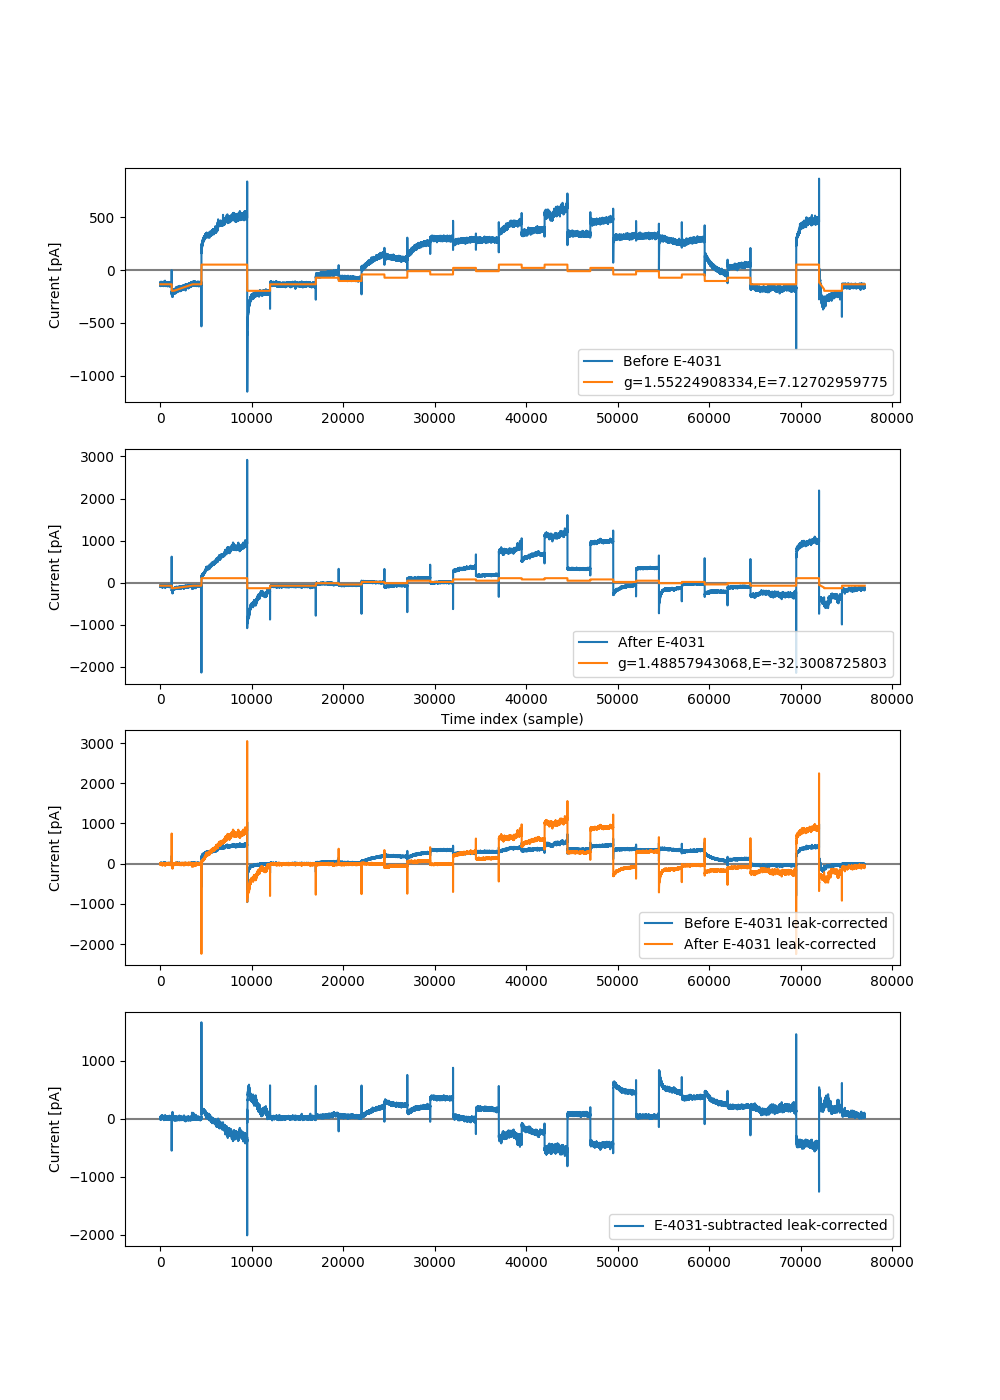 500
0
−500
−1000
Current [pA]
Before E-4031
g=1.55224908334,E=7.12702959775
0 10000 20000 30000 40000 50000 60000 70000 80000
3000
2000
1000
0
−1000
−2000
Current [pA]
After E-4031
g=1.48857943068,E=-32.3008725803
0 10000 20000 30000 40000 50000 60000 70000 80000
Time index (sample)
3000
2000
1000
0
−1000
−2000
Current [pA]
Before E-4031 leak-corrected
After E-4031 leak-corrected
0 10000 20000 30000 40000 50000 60000 70000 80000
1000
0
−1000
−2000
Current [pA]
E-4031-subtracted leak-corrected
0 10000 20000 30000 40000 50000 60000 70000 80000